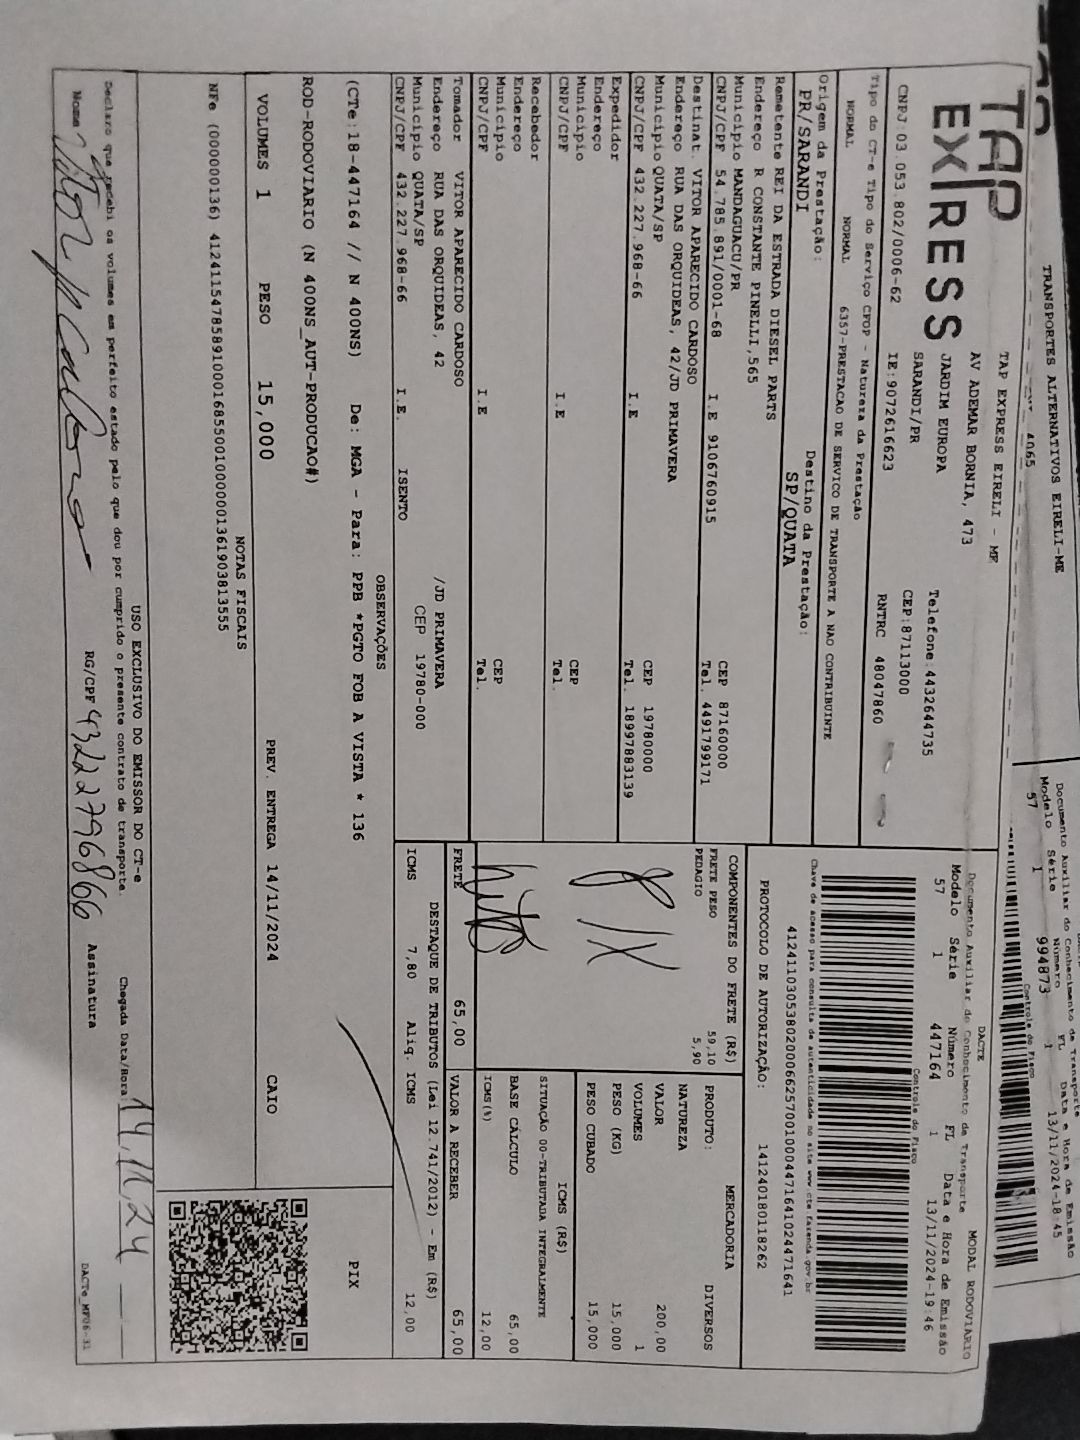 TRANSPORTES ALTERNATIVOS EIRELI-ME
4065
Documento Auxiliar do Conhecimento de Transporte
Modelo Série Número FL Data e Hora de Emissão
57 1 994873 1 13/11/2024-18:45
Controle do Fisco
TAP EXPRESS
TAP EXPRESS EIRELI - ME
AV ADEMAR BORNIA, 473
JARDIM EUROPA
SARANDI/PR
Telefone:4432644735
CEP:87113000
CNPJ:03.053.802/0006-62 IE:9072616623 RNTRC 48047860
DACTE MODAL RODOVIÁRIO
Documento Auxiliar do Conhecimento de Transporte
Modelo Série Número FL Data e Hora de Emissão
57 1 447164 1 13/11/2024-19:46
Controle do Fisco
Tipo do CT-e Tipo do Serviço CFOP - Natureza da Prestação
NORMAL NORMAL 6357-PRESTACAO DE SERVICO DE TRANSPORTE A NAO CONTRIBUINTE
Chave de acesso para consulta de autenticidade no site www.cte.fazenda.gov.br
41241103053802000662570010004471641024471641
Origem da Prestação: Destino da Prestação:
PR/SARANDI SP/QUATA
PROTOCOLO DE AUTORIZAÇÃO: 141240180118262
Remetente REI DA ESTRADA DIESEL PARTS
Endereço R CONSTANTE PINELLI,565
Município MANDAGUACU/PR CEP 87160000
CNPJ/CPF 54.785.891/0001-68 I.E 9106760915 Tel. 4491799171
Destinat. VITOR APARECIDO CARDOSO
Endereço RUA DAS ORQUIDEAS, 42/JD PRIMAVERA
Município QUATA/SP CEP 19780000
CNPJ/CPF 432.227.968-66 I.E Tel. 18997883139
Expedidor
Endereço
Município CEP
CNPJ/CPF I.E Tel.
Recebedor
Endereço
Município CEP
CNPJ/CPF I.E Tel.
Tomador VITOR APARECIDO CARDOSO
Endereço RUA DAS ORQUIDEAS, 42 /JD PRIMAVERA
Município QUATA/SP CEP 19780-000
CNPJ/CPF 432.227.968-66 I.E. ISENTO
COMPONENTES DO FRETE (R$)
FRETE PESO 59,10
PEDAGIO 5,90
FRETE 65,00
MERCADORIA
PRODUTO: DIVERSOS
NATUREZA
VALOR 200,00
VOLUMES 1
PESO (KG) 15,000
PESO CUBADO 15,000
ICMS (R$)
SITUAÇÃO 00-TRIBUTADA INTEGRALMENTE
BASE CÁLCULO 65,00
ICMS(%) 12,00
VALOR A RECEBER 65,00
DESTAQUE DE TRIBUTOS (Lei 12.741/2012) - Em (R$)
ICMS 7,80 Aliq. ICMS 12,00
OBSERVAÇÕES
(CTe:18-447164 // N 400NS) De: MGA - Para: PPB *PGTO FOB A VISTA * 136
PIX
ROD-RODOVIARIO (N 400NS_AUT-PRODUCAO#)
VOLUMES 1 PESO 15,000 PREV. ENTREGA 14/11/2024 CAIO
NOTAS FISCAIS
NFe (000000136) 41241154785891000168550010000001361903813555
USO EXCLUSIVO DO EMISSOR DO CT-e
Declaro que recebi os volumes em perfeito estado pelo que dou por cumprido o presente contrato de transporte. Chegada Data/Hora: 14.11.24
Nome RG/CPF 43222796866 Assinatura
DACTe_MF06-31